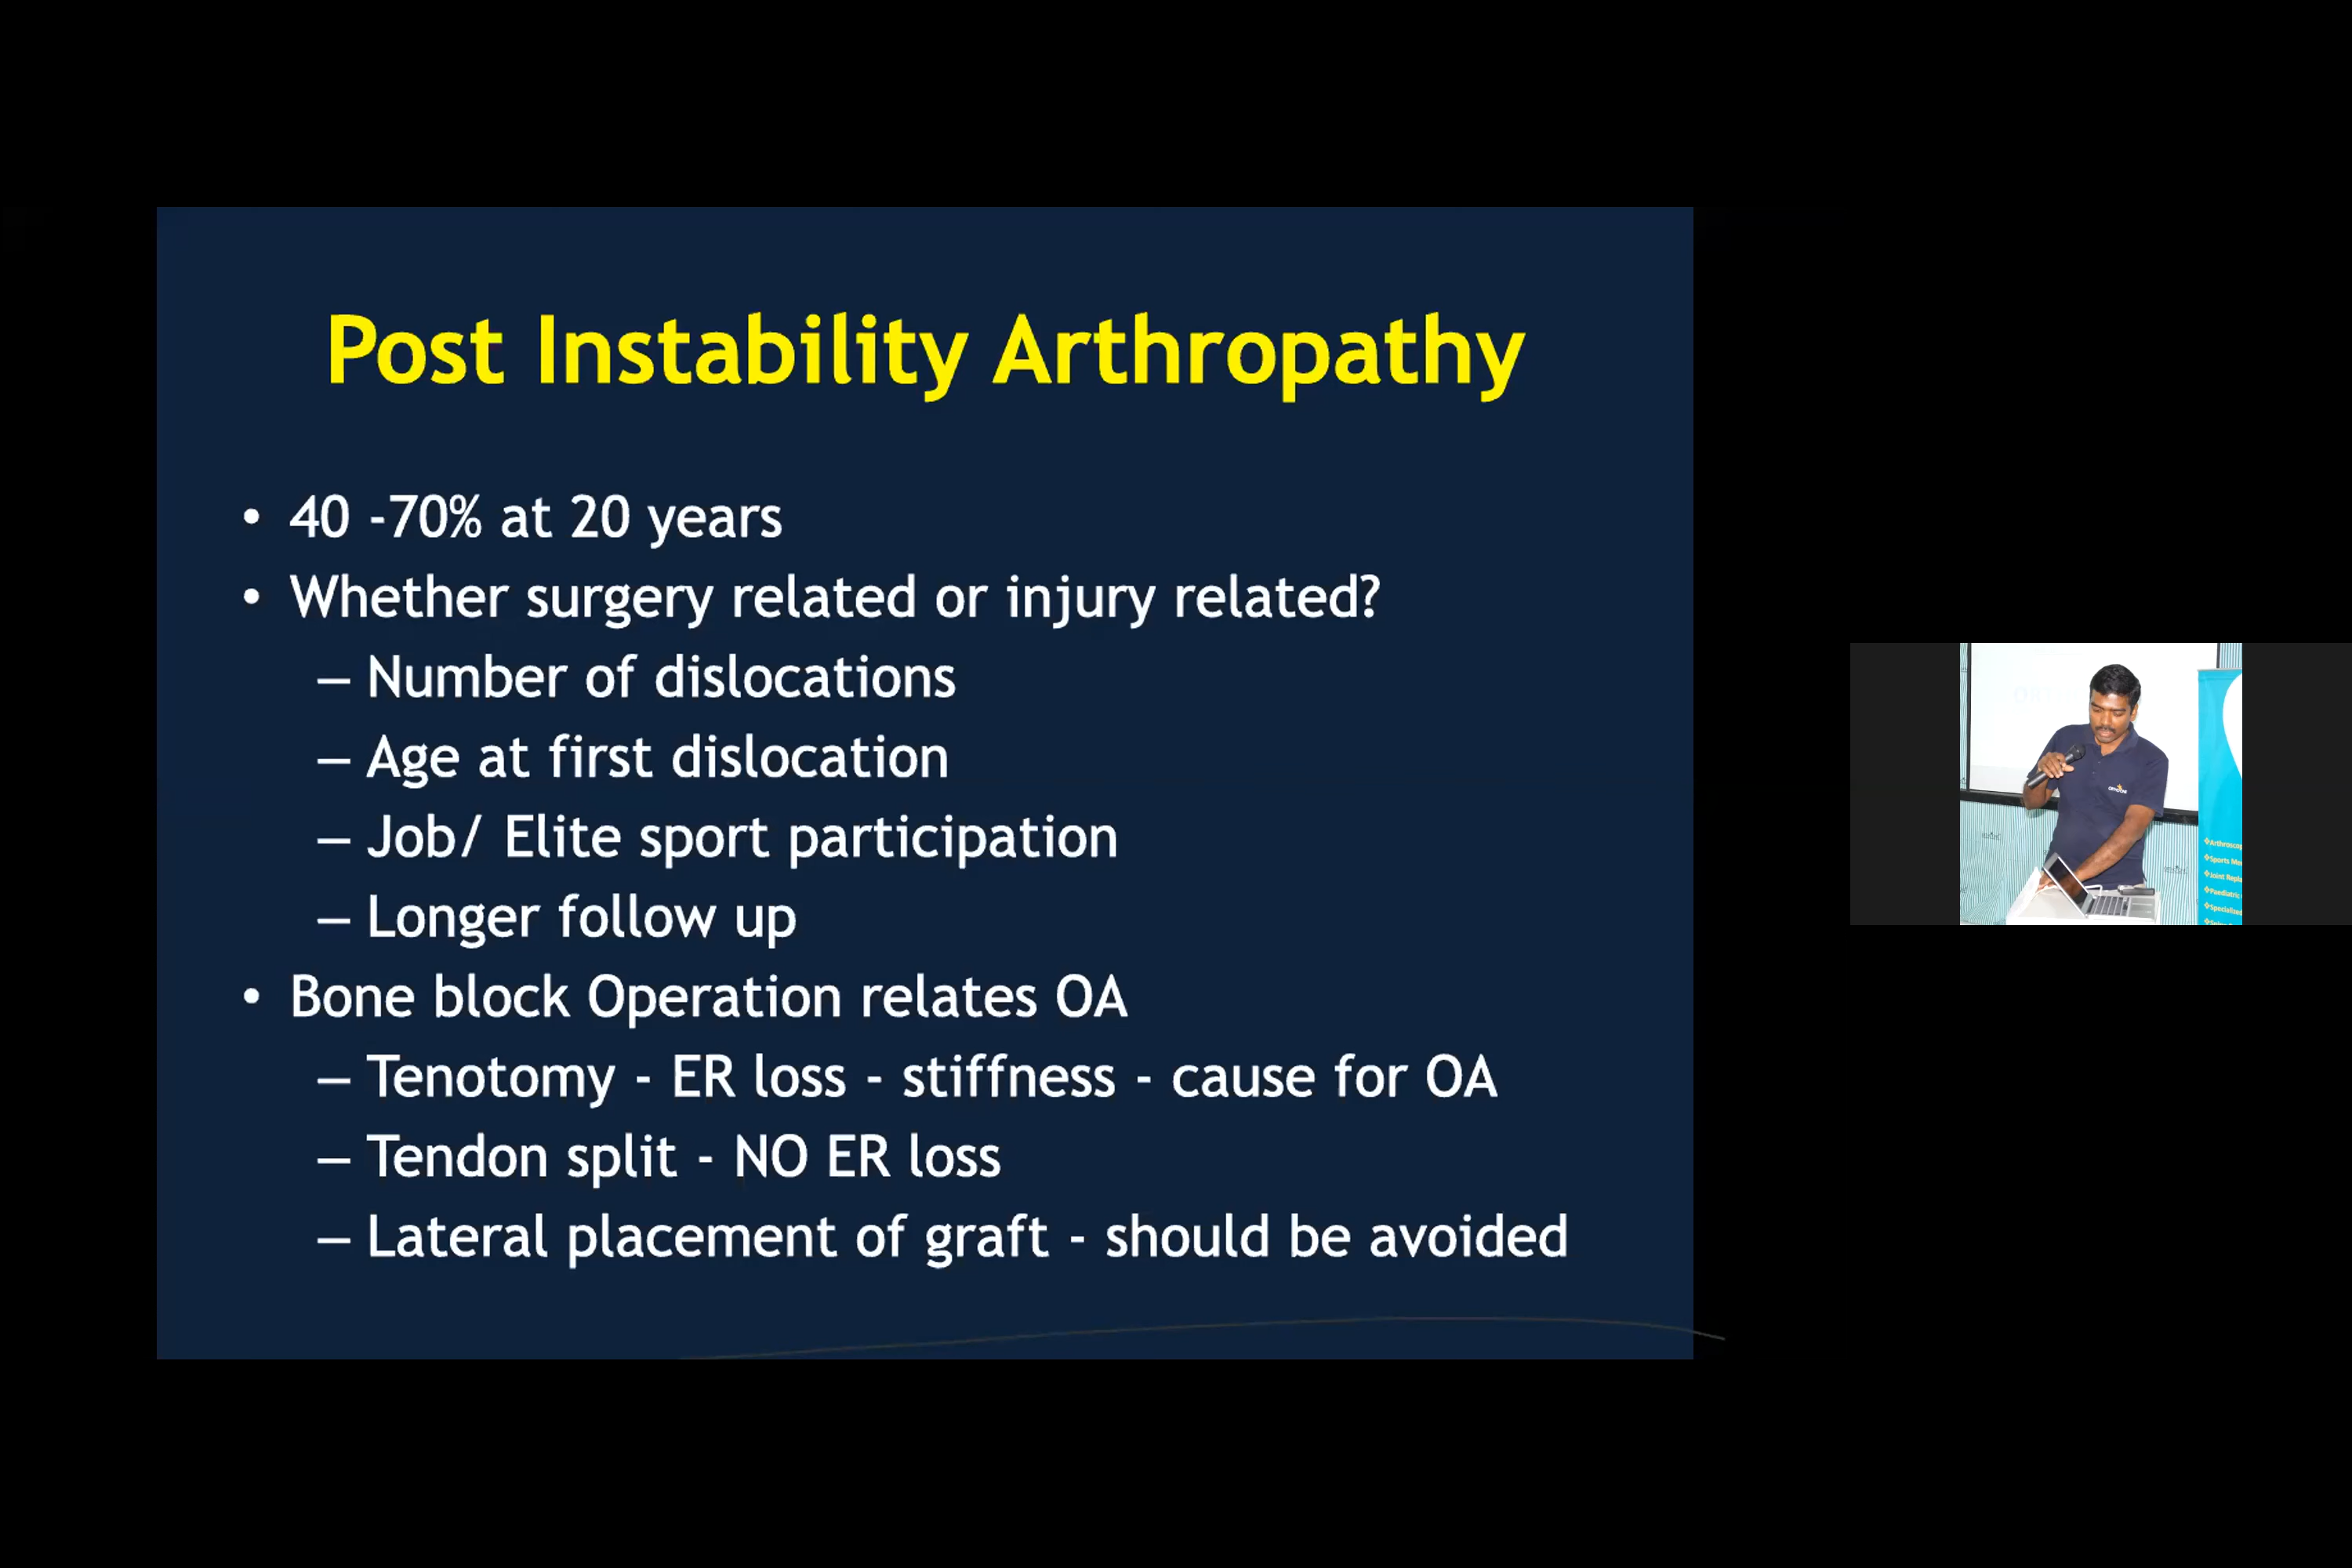 Post Instability Arthropathy
• 40 -70% at 20 years
• Whether surgery related or injury related?
– Number of dislocations
– Age at first dislocation
– Job/ Elite sport participation
– Longer follow up
• Bone block Operation relates OA
– Tenotomy - ER loss - stiffness - cause for OA
– Tendon split - NO ER loss
– Lateral placement of graft - should be avoided